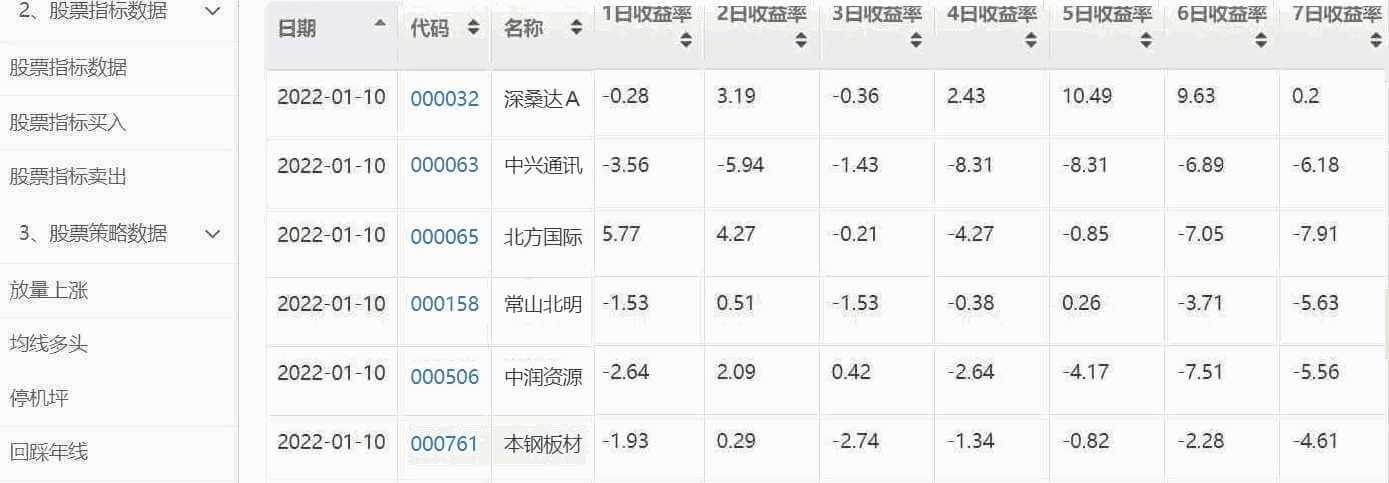 2、股票指标数据
股票指标数据
股票指标买入
股票指标卖出
3、股票策略数据
放量上涨
均线多头
停机坪
回踩年线
日期 代码 名称 1日收益率 2日收益率 3日收益率 4日收益率 5日收益率 6日收益率 7日收益率
2022-01-10 000032 深桑达A -0.28 3.19 -0.36 2.43 10.49 9.63 0.2
2022-01-10 000063 中兴通讯 -3.56 -5.94 -1.43 -8.31 -8.31 -6.89 -6.18
2022-01-10 000065 北方国际 5.77 4.27 -0.21 -4.27 -0.85 -7.05 -7.91
2022-01-10 000158 常山北明 -1.53 0.51 -1.53 -0.38 0.26 -3.71 -5.63
2022-01-10 000506 中润资源 -2.64 2.09 0.42 -2.64 -4.17 -7.51 -5.56
2022-01-10 000761 本钢板材 -1.93 0.29 -2.74 -1.34 -0.82 -2.28 -4.61